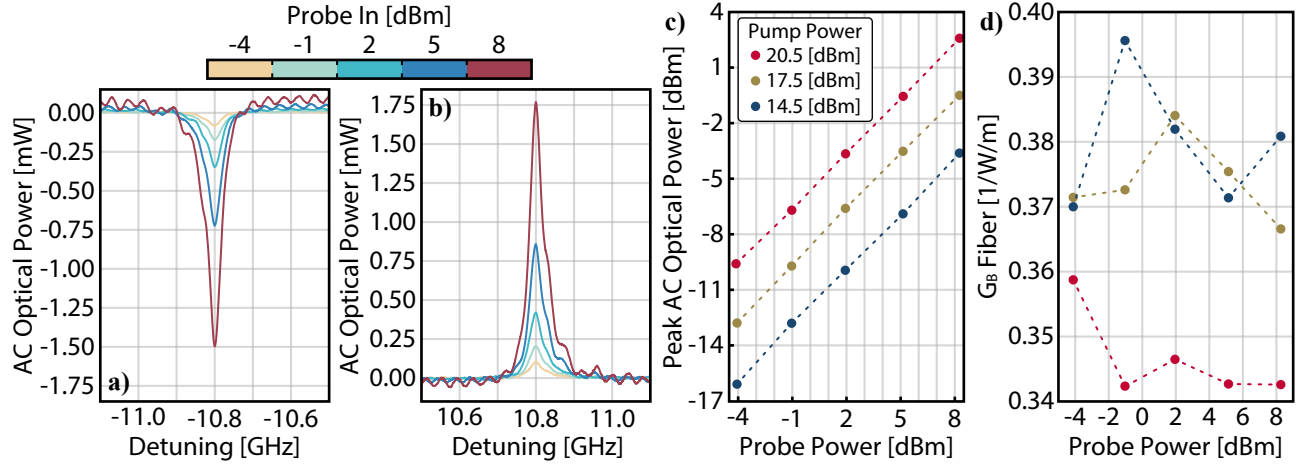 Probe In [dBm]
-4 -1 2 5 8
a)
AC Optical Power [mW]
0.00
-0.25
-0.50
-0.75
-1.00
-1.25
-1.50
-1.75
-11.0 -10.8 -10.6
Detuning [GHz]
b)
AC Optical Power [mW]
1.75
1.50
1.25
1.00
0.75
0.50
0.25
0.00
10.6 10.8 11.0
Detuning [GHz]
c)
Peak AC Optical Power [dBm]
4
1
-2
-5
-8
-11
-14
-17
Pump Power
20.5 [dBm]
17.5 [dBm]
14.5 [dBm]
-4 -1 2 5 8
Probe Power [dBm]
d)
GB Fiber [1/W/m]
0.40
0.39
0.38
0.37
0.36
0.35
0.34
-4 -2 0 2 4 6 8
Probe Power [dBm]